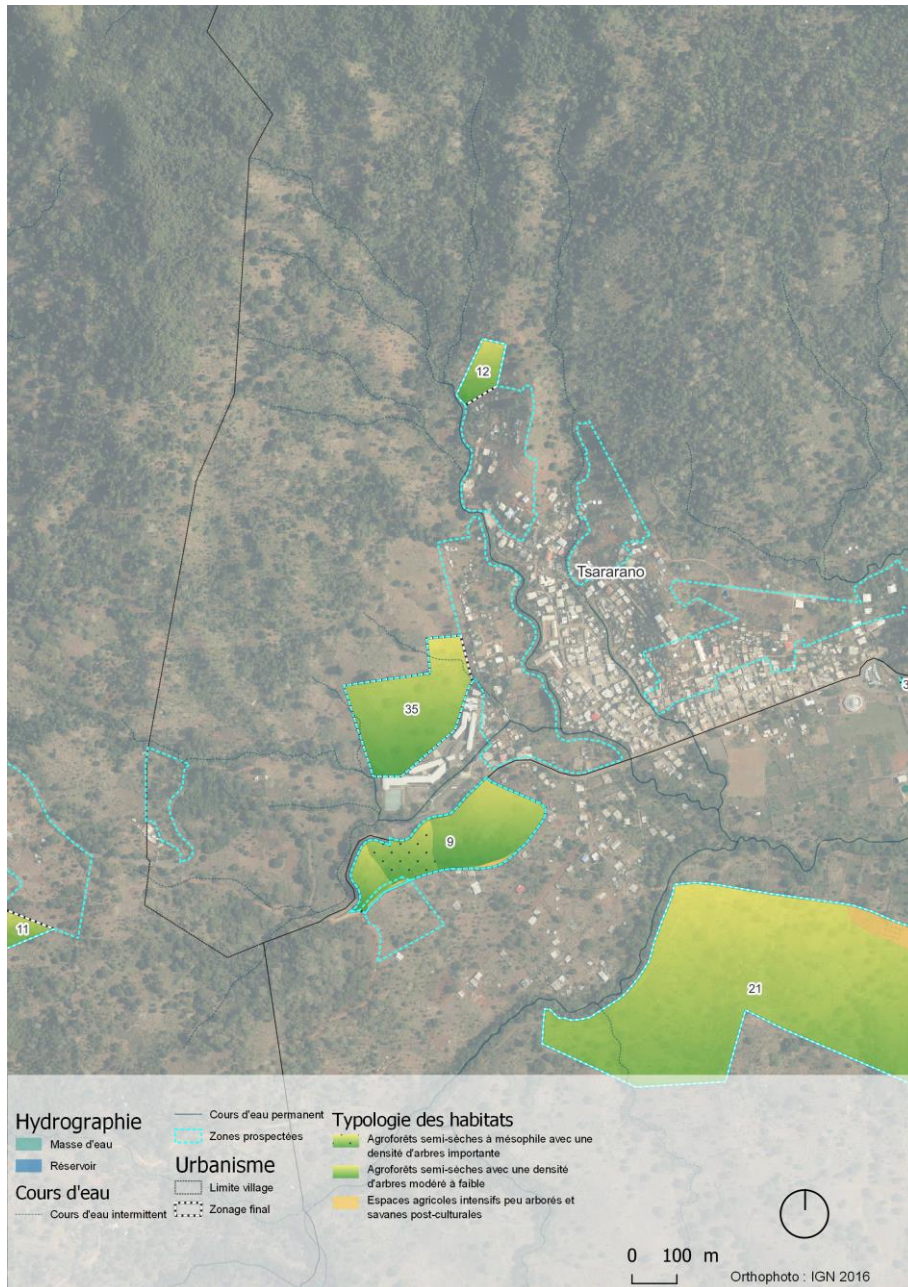 12
Tsararano
3
35
9
11
21
Hydrographie
Masse d'eau
Réservoir
Cours d'eau
Cours d'eau intermittent
Cours d'eau permanent
Zones prospectées
Urbanisme
Limite village
Zonage final
Typologie des habitats
Agroforêts semi-sèches à mésophile avec une
densité d'arbres importante
Agroforêts semi-sèches avec une densité
d'arbres modéré à faible
Espaces agricoles intensifs peu arborés et
savanes post-culturales
0 100 m
Orthophoto : IGN 2016